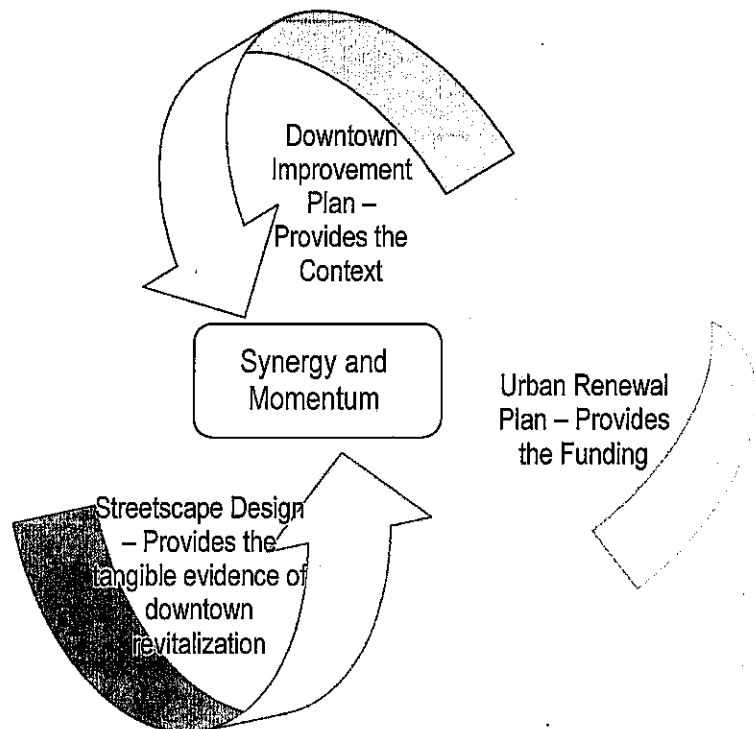 Downtown
Improvement
Plan –
Provides the
Context
Synergy and
Momentum
Urban Renewal
Plan – Provides
the Funding
Streetscape Design
– Provides the
tangible evidence of
downtown
revitalization